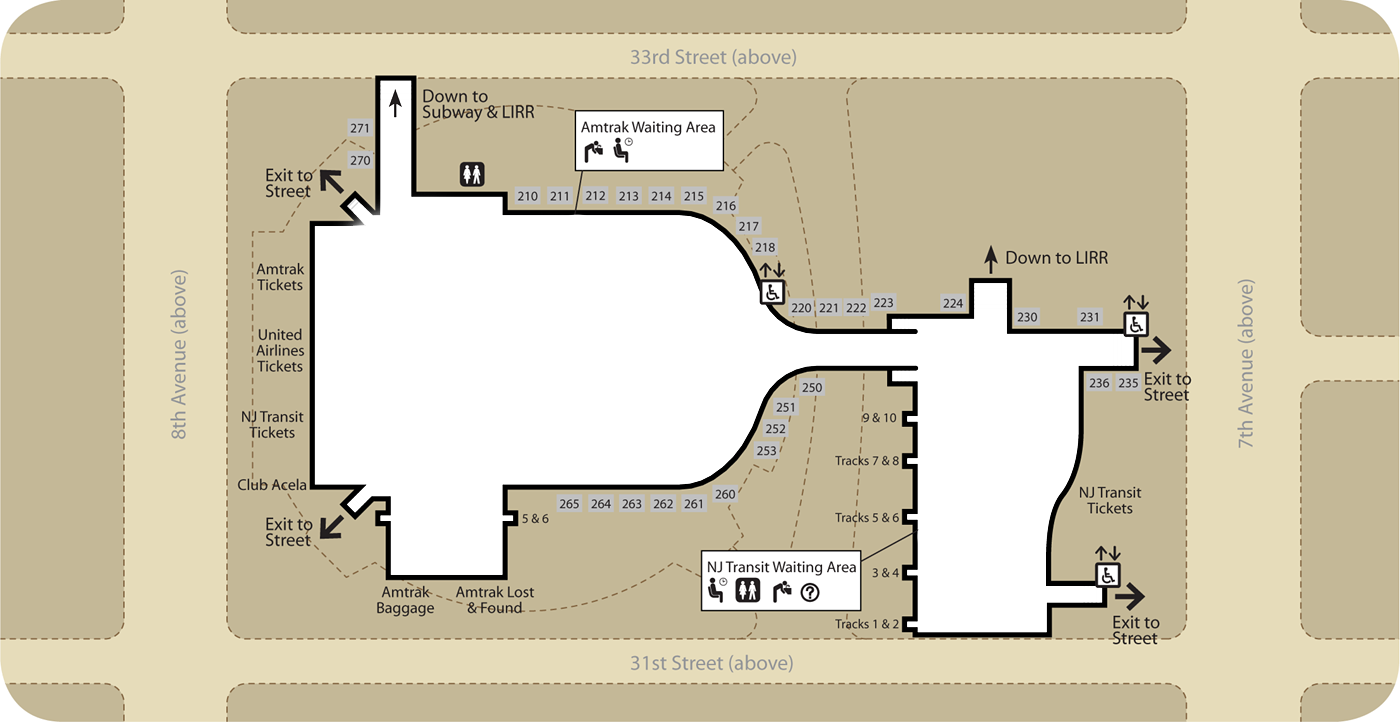 33rd Street (above)
Down to
Subway & LIRR
271
270
Exit to
Street
Amtrak Waiting Area
210
211
212
213
214
215
216
217
218
220
221
222
223
224
Down to LIRR
230
231
236
235
Exit to
Street
8th Avenue (above)
7th Avenue (above)
Amtrak
Tickets
United
Airlines
Tickets
NJ Transit
Tickets
Club Acela
Exit to
Street
250
251
252
253
260
261
262
263
264
265
5 & 6
9 & 10
Tracks 7 & 8
Tracks 5 & 6
3 & 4
Tracks 1 & 2
NJ Transit
Tickets
NJ Transit Waiting Area
?
Amtrak
Baggage
Amtrak Lost
& Found
Exit to
Street
31st Street (above)